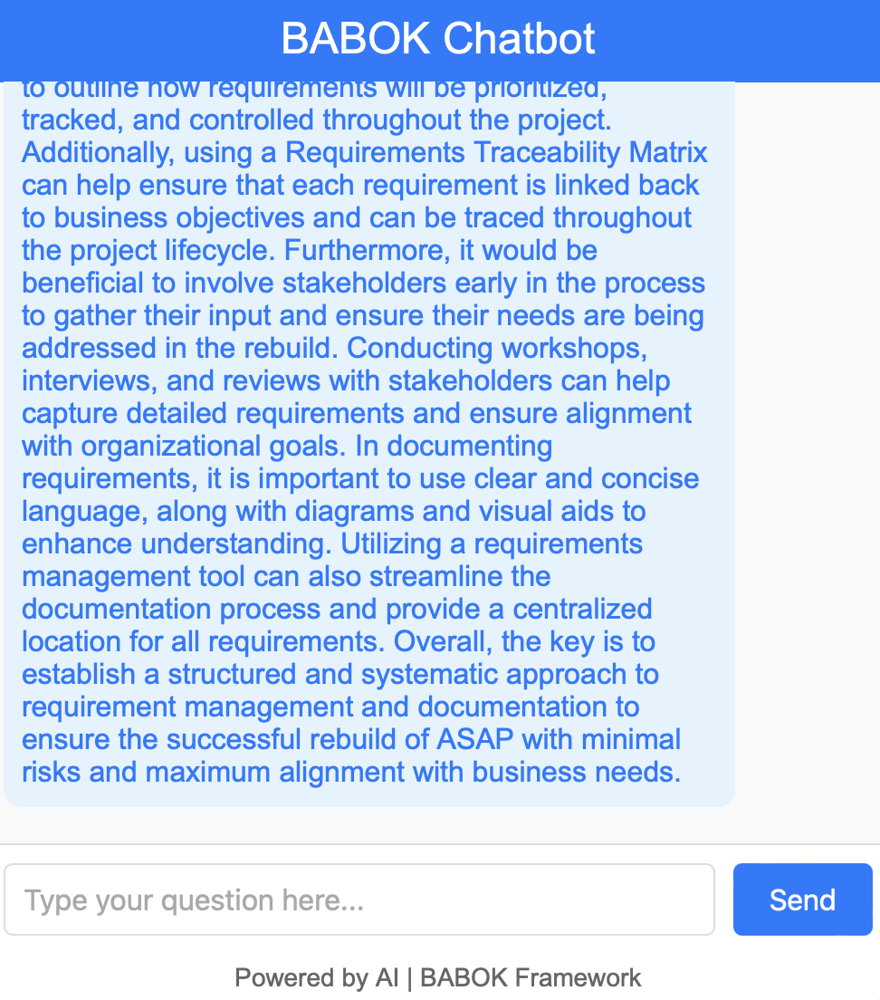 BABOK Chatbot
to outline how requirements will be prioritized,
tracked, and controlled throughout the project.
Additionally, using a Requirements Traceability Matrix
can help ensure that each requirement is linked back
to business objectives and can be traced throughout
the project lifecycle. Furthermore, it would be
beneficial to involve stakeholders early in the process
to gather their input and ensure their needs are being
addressed in the rebuild. Conducting workshops,
interviews, and reviews with stakeholders can help
capture detailed requirements and ensure alignment
with organizational goals. In documenting
requirements, it is important to use clear and concise
language, along with diagrams and visual aids to
enhance understanding. Utilizing a requirements
management tool can also streamline the
documentation process and provide a centralized
location for all requirements. Overall, the key is to
establish a structured and systematic approach to
requirement management and documentation to
ensure the successful rebuild of ASAP with minimal
risks and maximum alignment with business needs.
Type your question here...
Send
Powered by AI | BABOK Framework